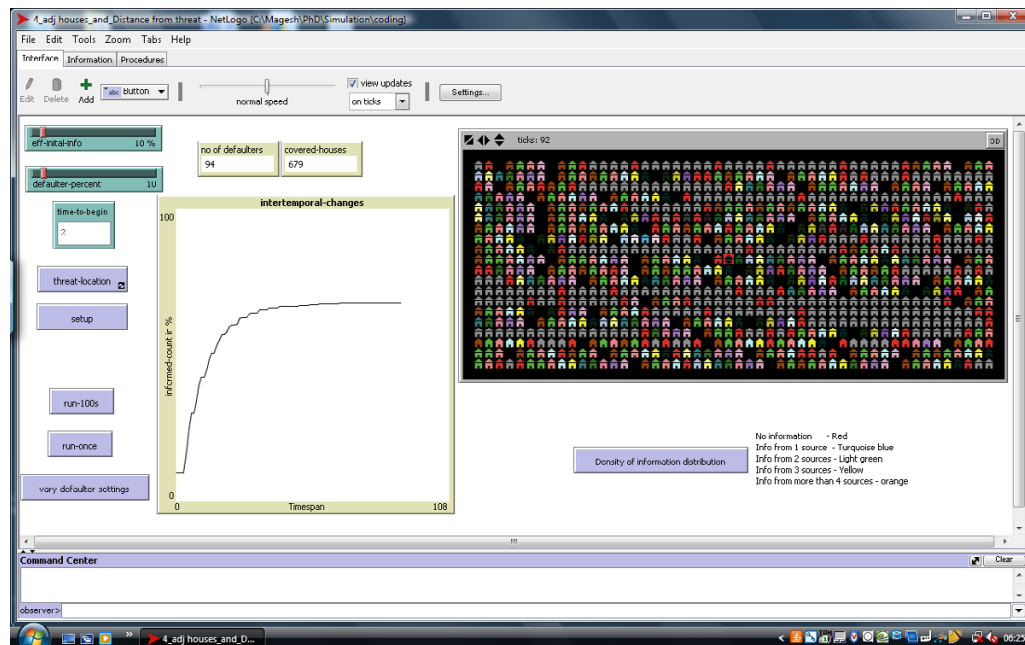 4_adj houses_and_Distance from threat - NetLogo {C:\Magesh\PhD\Simulation\coding}
File Edit Tools Zoom Tabs Help
Interface Information Procedures
Edit Delete Add
abc Button
normal speed
view updates
on ticks
Settings...
eff-inital-info 10 %
defaulter-percent 10
time-to-begin
2
threat-location
setup
run-100s
run-once
vary defaultor settings
no of defaulters
94
covered-houses
679
intertemporal-changes
100
informed-count in %
0
0 Timespan 108
ticks: 92
3D
Density of information distribution
No information - Red
Info from 1 source - Turquoise blue
Info from 2 sources - Light green
Info from 3 sources - Yellow
Info from more than 4 sources - orange
Command Center
Clear
observer>
4_adj houses_and_D...
06:25